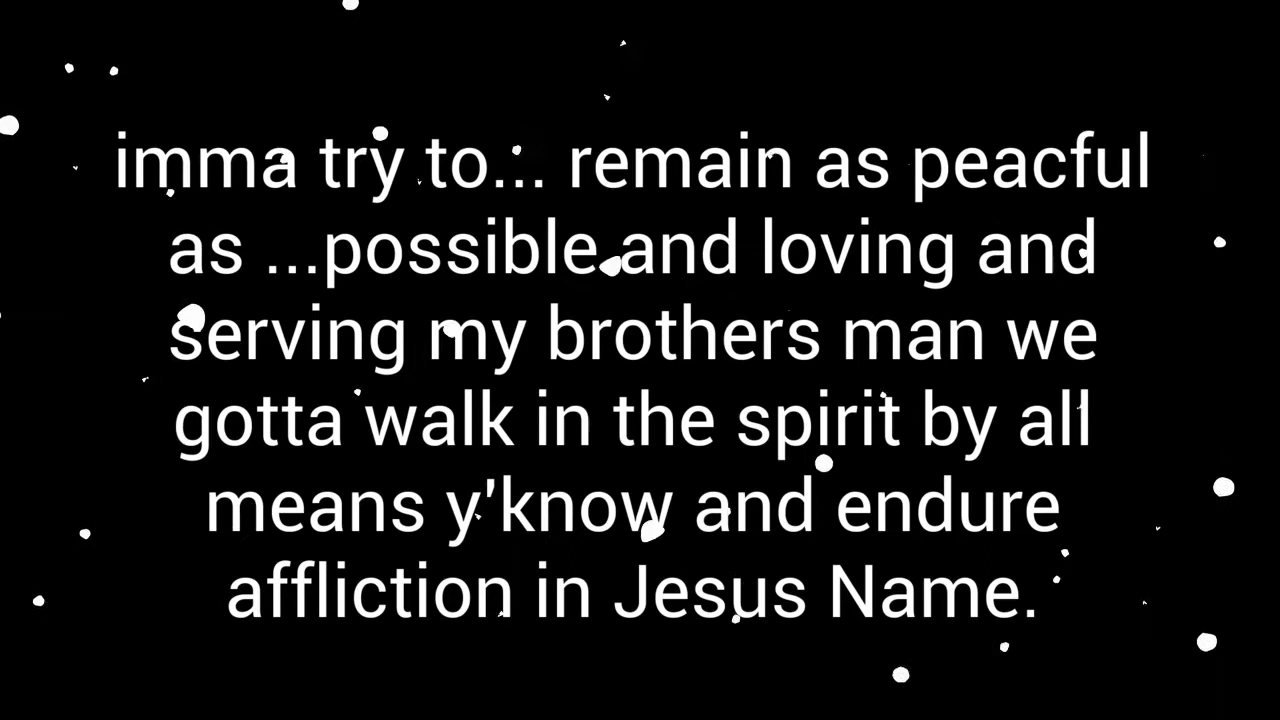 imma try to... remain as peacful
as ...possible and loving and
serving my brothers man we
gotta walk in the spirit by all
means y'know and endure
affliction in Jesus Name.